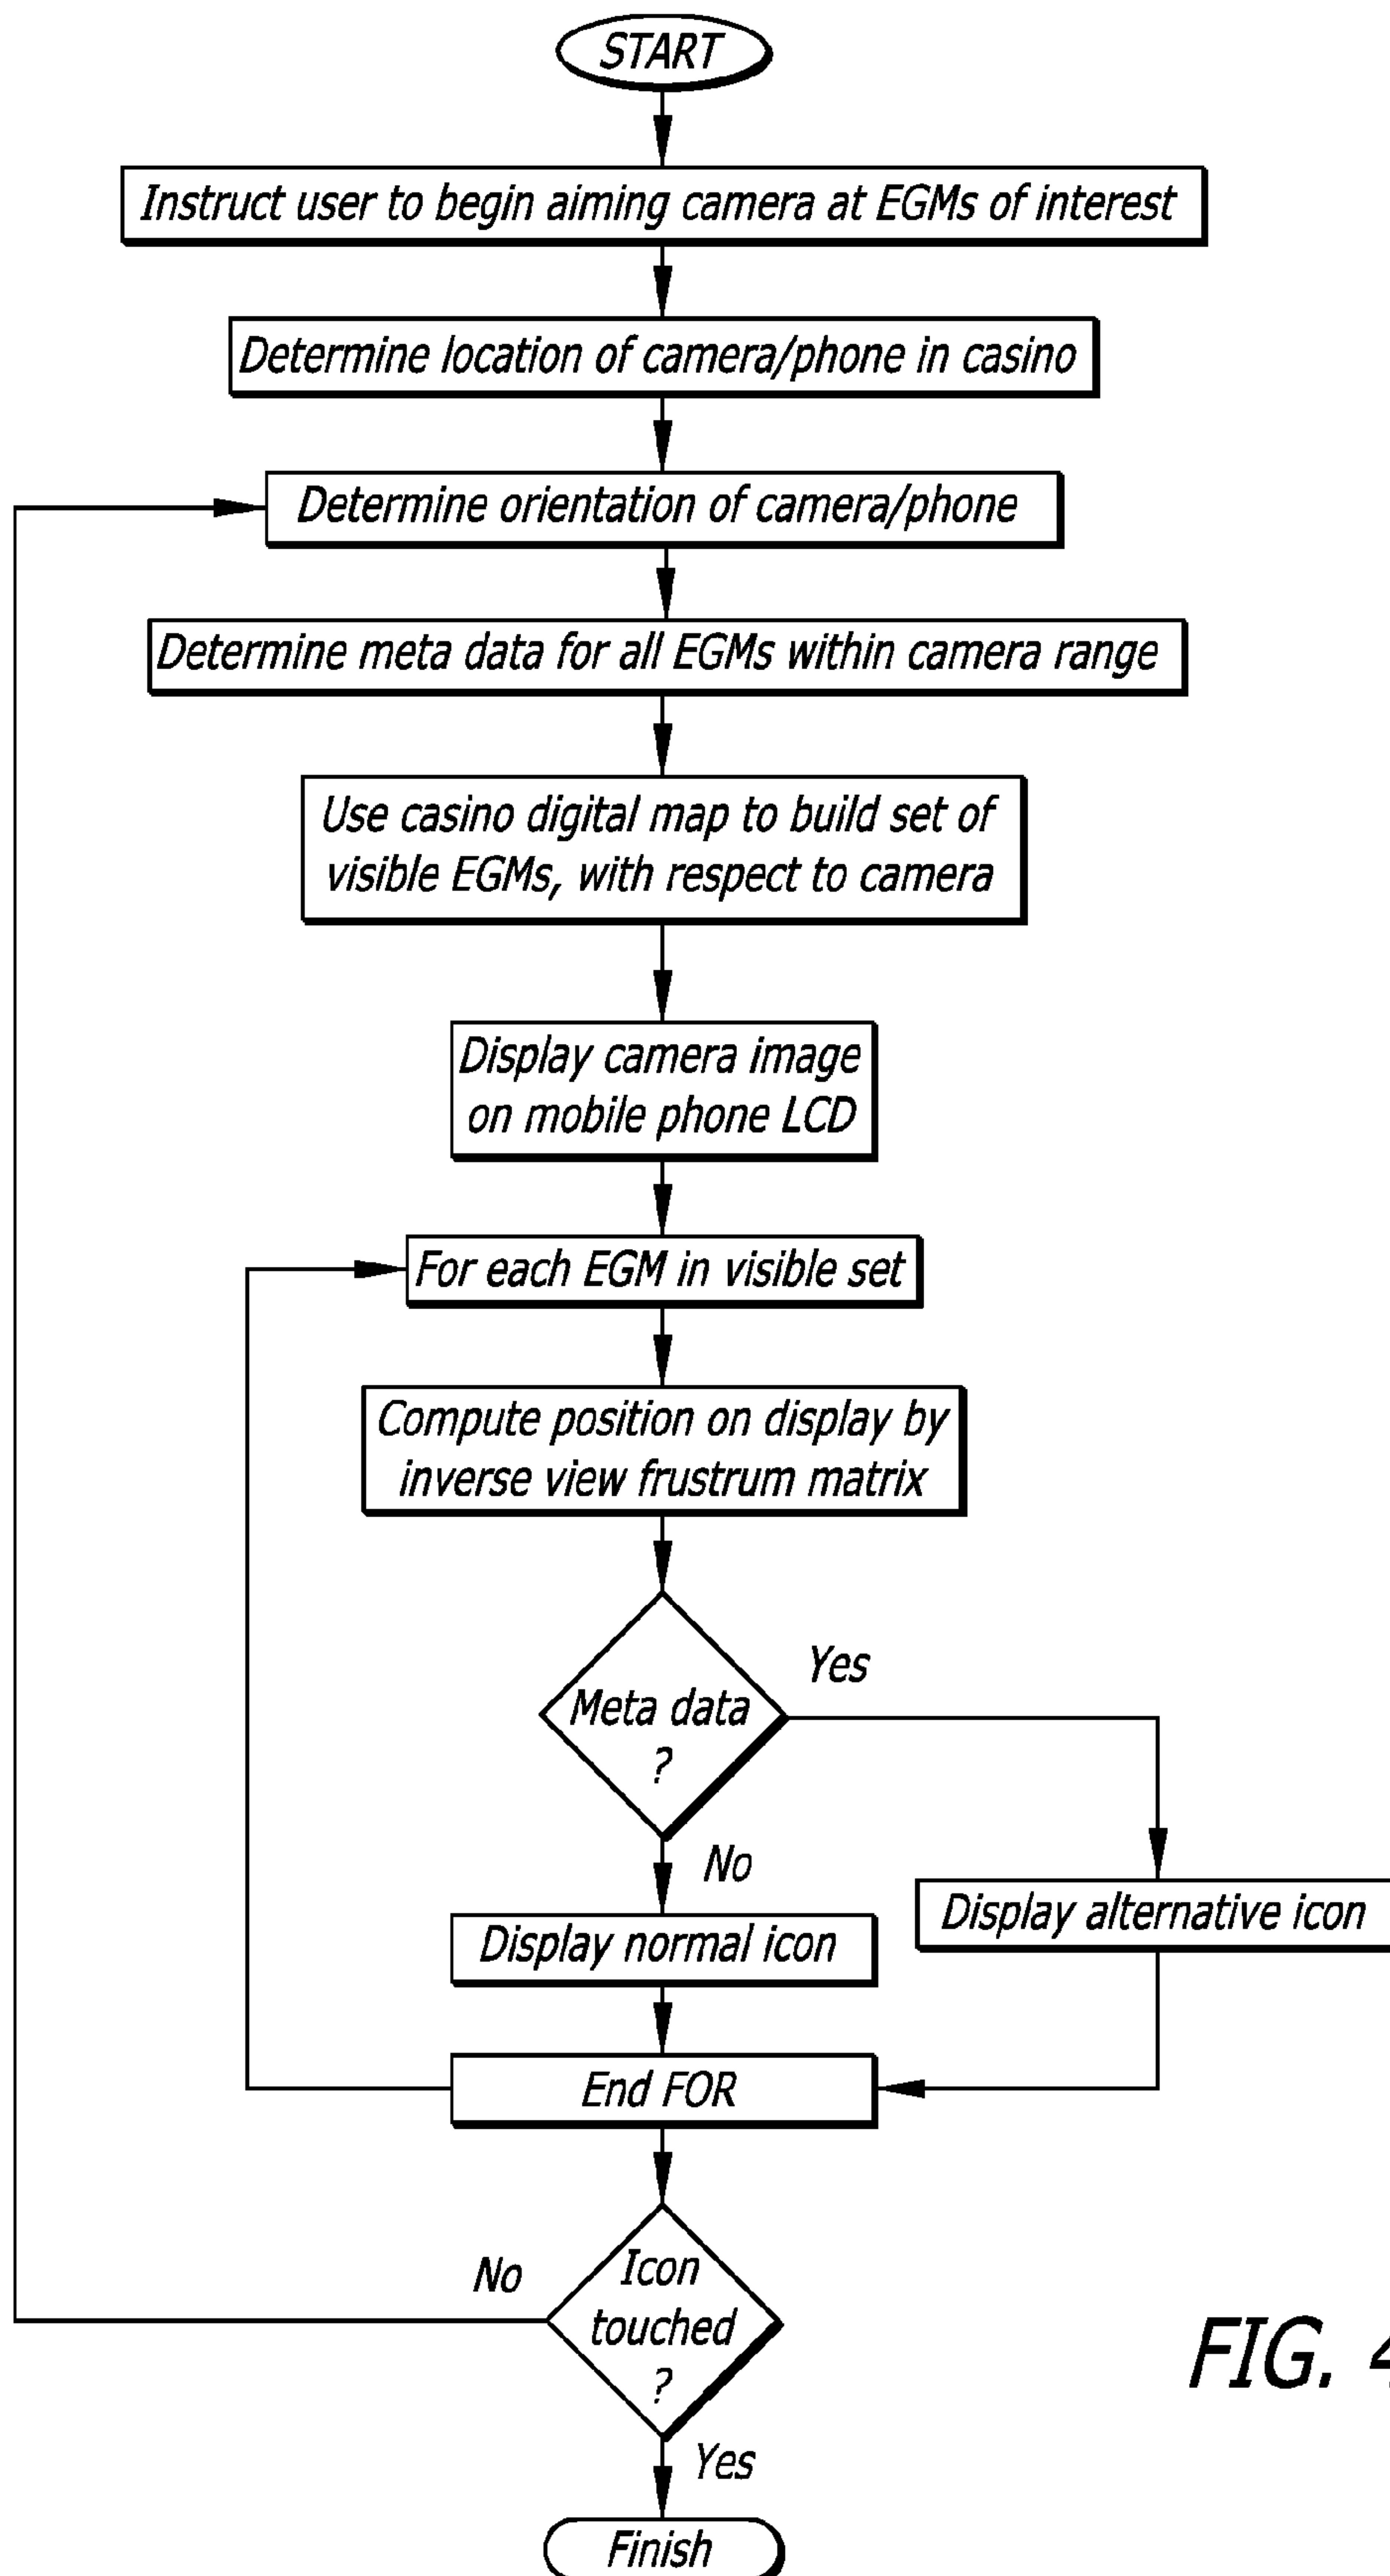 START
Instruct user to begin aiming camera at EGMs of interest
Determine location of camera/phone in casino
Determine orientation of camera/phone
Determine meta data for all EGMs within camera range
Use casino digital map to build set of
visible EGMs, with respect to camera
Display camera image
on mobile phone LCD
For each EGM in visible set
Compute position on display by
inverse view frustrum matrix
Meta data
?
Yes
No
Display normal icon
Display alternative icon
End FOR
Icon
touched
?
No
Yes
Finish
FIG. 4